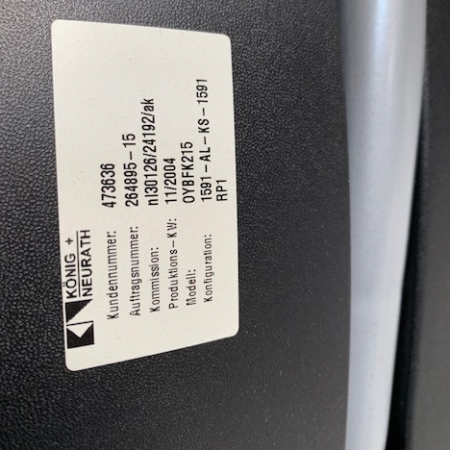 KÖNIG +
NEURATH
Kundennummer: 473636
Auftragsnummer: 264895-15
Kommission: nl30126/24192/ak
Produktions-KW: 11/2004
Modell: OYBFK215
Konfiguration: 1591-AL-KS-1591
RP1